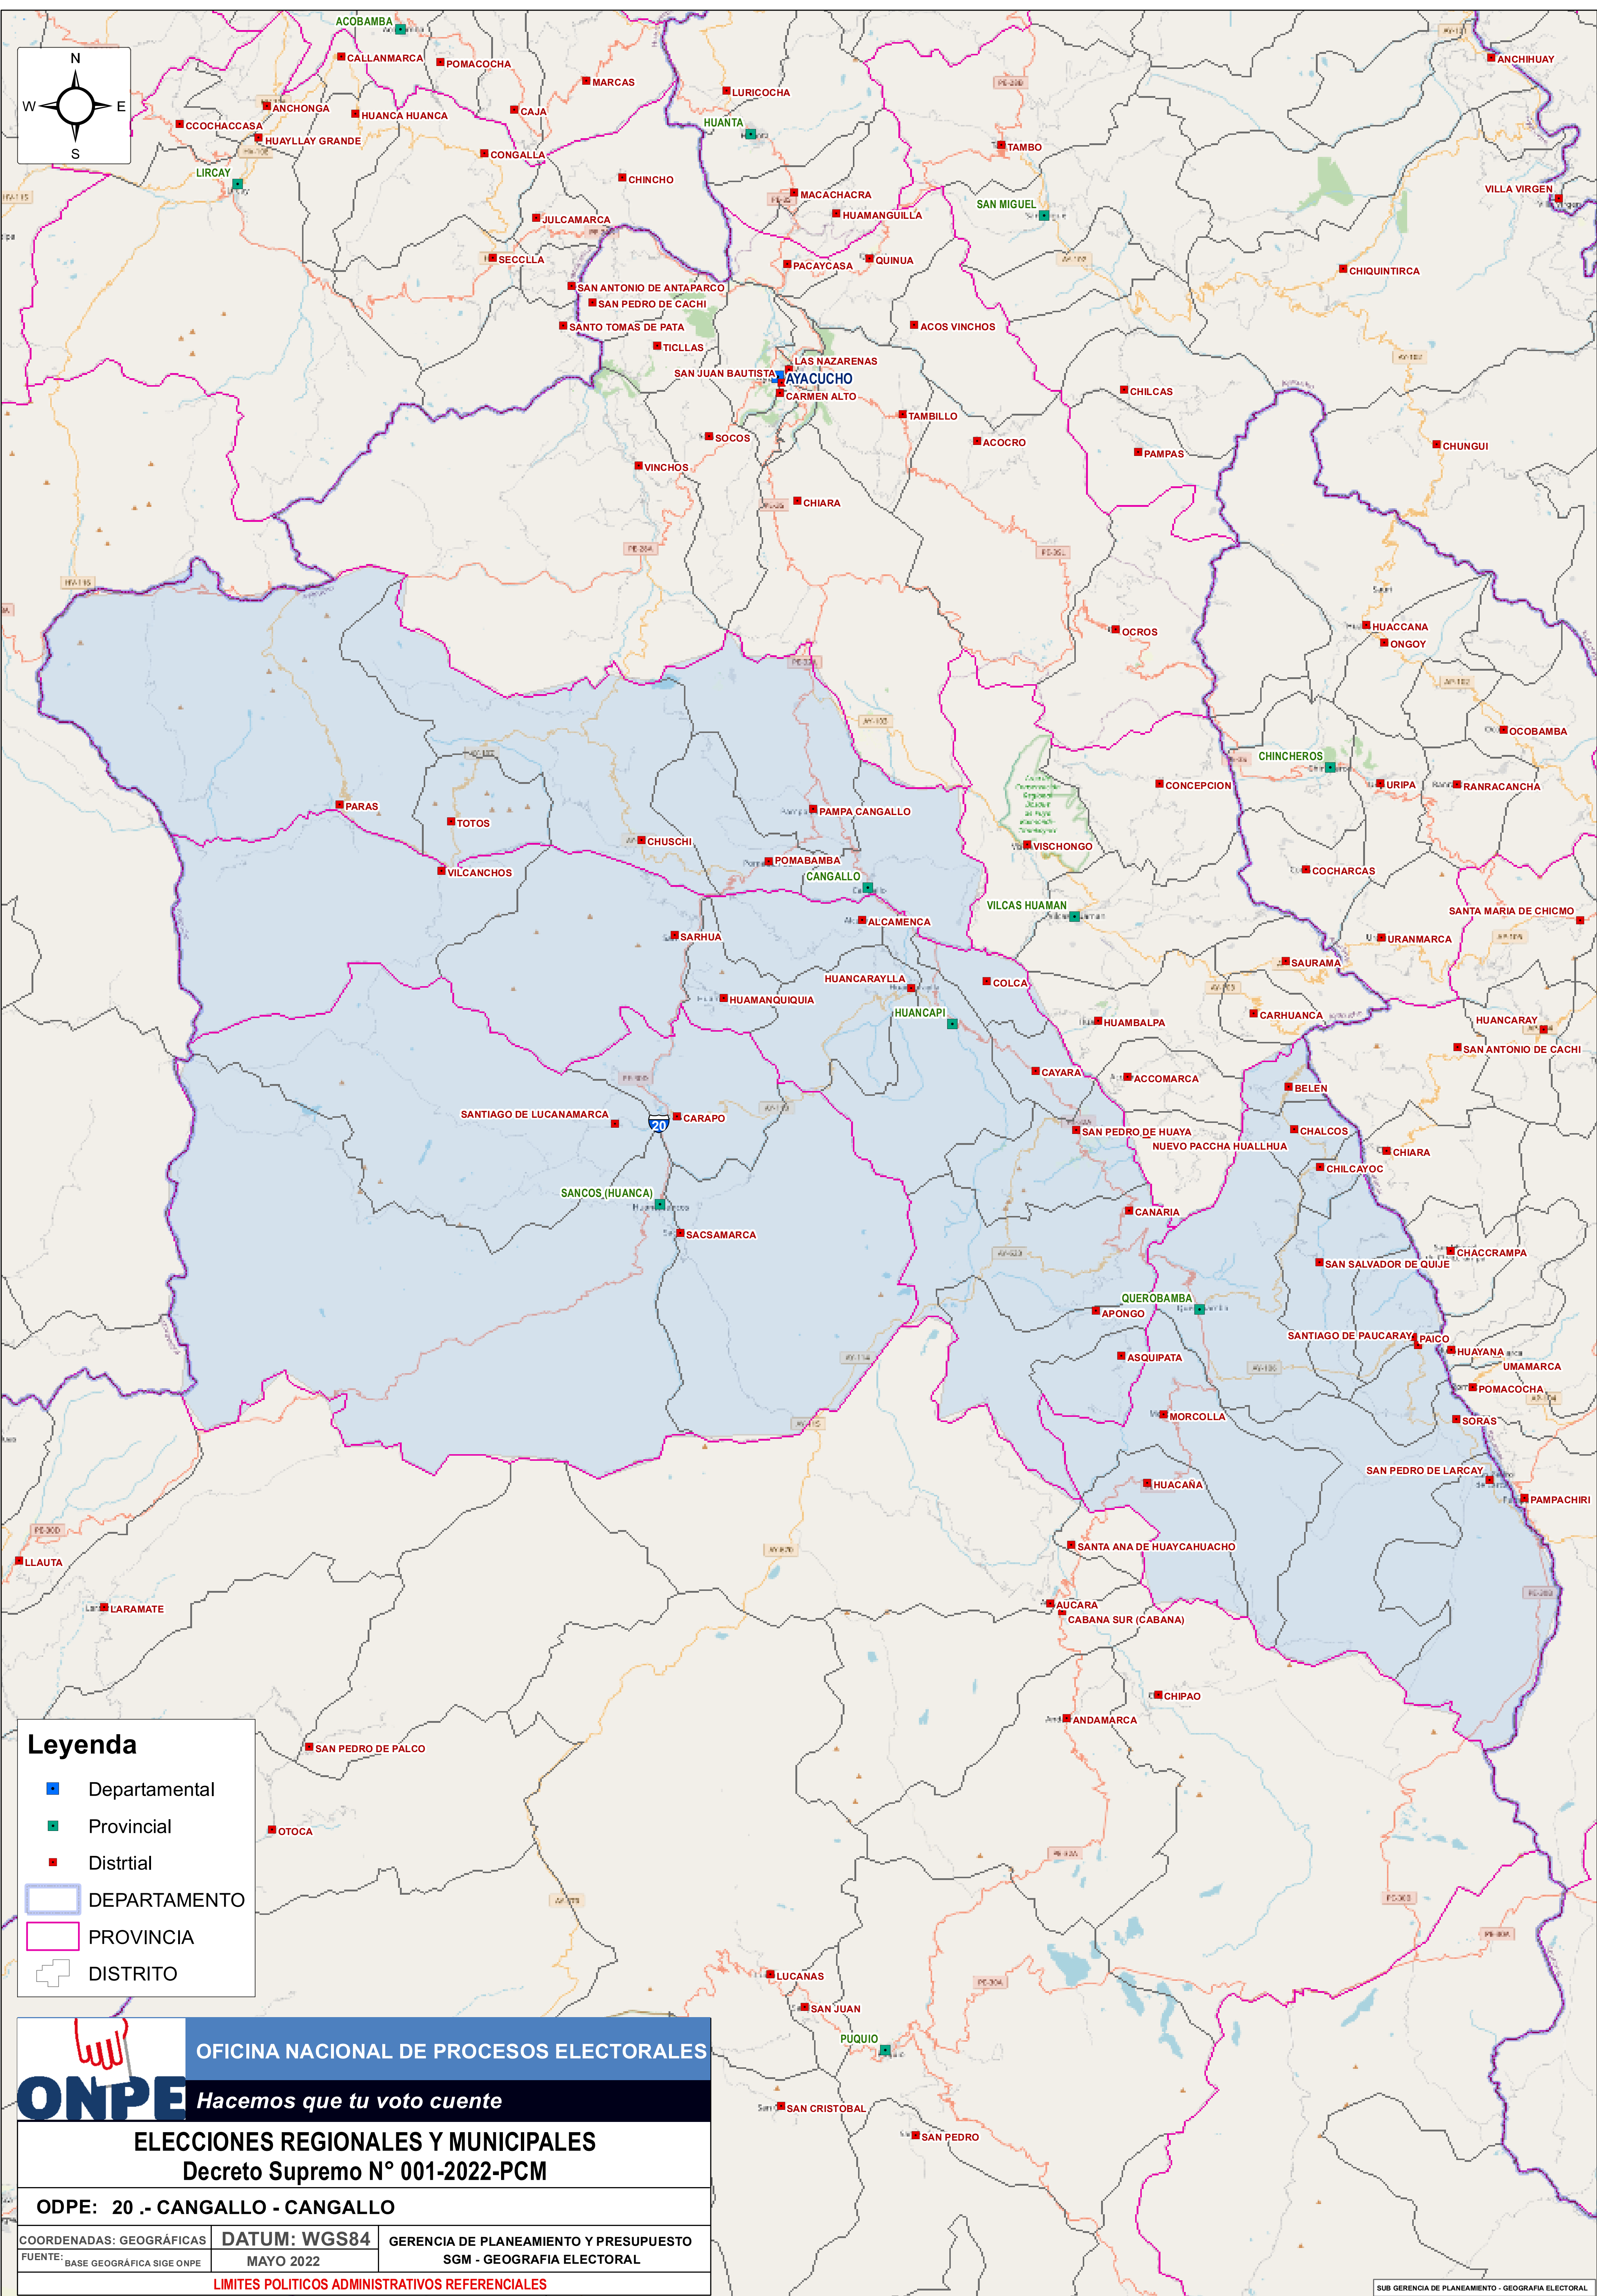 ACOBAMBA
CALLANMARCA
POMACOCHA
MARCAS
ANCHIHUAY
N
W
E
S
LURICOCHA
ANCHONGA
HUANCA HUANCA
CAJA
CCOCHACCASA
HUANTA
HUAYLLAY GRANDE
TAMBO
CONGALLA
LIRCAY
CHINCHO
MACACHACRA
VILLA VIRGEN
SAN MIGUEL
JULCAMARCA
HUAMANGUILLA
SECCLLA
PACAYCASA
QUINUA
CHIQUINTIRCA
SAN ANTONIO DE ANTAPARCO
SAN PEDRO DE CACHI
SANTO TOMAS DE PATA
ACOS VINCHOS
TICLLAS
LAS NAZARENAS
SAN JUAN BAUTISTA
AYACUCHO
CARMEN ALTO
CHILCAS
TAMBILLO
SOCOS
ACOCRO
CHUNGUI
PAMPAS
VINCHOS
CHIARA
OCROS
HUACCANA
ONGOY
OCOBAMBA
CHINCHEROS
CONCEPCION
URIPA
RANRACANCHA
PARAS
TOTOS
PAMPA CANGALLO
CHUSCHI
VISCHONGO
POMABAMBA
VILCANCHOS
CANGALLO
COCHARCAS
VILCAS HUAMAN
SANTA MARIA DE CHICMO
ALCAMENCA
SARHUA
URANMARCA
SAURAMA
HUANCARAYLLA
COLCA
HUAMANQUIQUIA
HUANCAPI
HUAMBALPA
CARHUANCA
HUANCARAY
SAN ANTONIO DE CACHI
CAYARA
ACCOMARCA
BELEN
SANTIAGO DE LUCANAMARCA
20
CARAPO
SAN PEDRO DE HUAYA
CHALCOS
NUEVO PACCHA HUALLHUA
CHIARA
CHILCAYOC
SANCOS (HUANCA)
CANARIA
SACSAMARCA
CHACCRAMPA
SAN SALVADOR DE QUIJE
QUEROBAMBA
APONGO
SANTIAGO DE PAUCARAY
PAICO
ASQUIPATA
HUAYANA
UMAMARCA
POMACOCHA
MORCOLLA
SORAS
SAN PEDRO DE LARCAY
HUACAÑA
PAMPACHIRI
SANTA ANA DE HUAYCAHUACHO
LLAUTA
LARAMATE
AUCARA
CABANA SUR (CABANA)
CHIPAO
ANDAMARCA
SAN PEDRO DE PALCO
OTOCA
LUCANAS
SAN JUAN
PUQUIO
SAN CRISTOBAL
SAN PEDRO
Leyenda
Departamental
Provincial
Distrtial
DEPARTAMENTO
PROVINCIA
DISTRITO
ONPE
OFICINA NACIONAL DE PROCESOS ELECTORALES
Hacemos que tu voto cuente
ELECCIONES REGIONALES Y MUNICIPALES
Decreto Supremo N° 001-2022-PCM
ODPE: 20 .- CANGALLO - CANGALLO
COORDENADAS: GEOGRÁFICAS
DATUM: WGS84
GERENCIA DE PLANEAMIENTO Y PRESUPUESTO
FUENTE: BASE GEOGRÁFICA SIGE ONPE
MAYO 2022
SGM - GEOGRAFIA ELECTORAL
LIMITES POLITICOS ADMINISTRATIVOS REFERENCIALES
SUB GERENCIA DE PLANEAMIENTO - GEOGRAFIA ELECTORAL